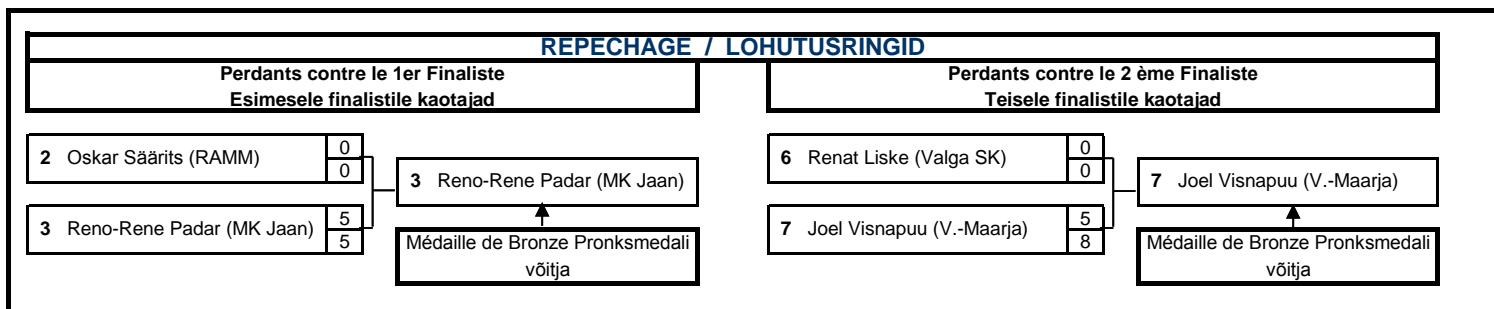 REPECHAGE / LOHUTUSRINGID
Perdants contre le 1er Finaliste
Esimesele finalistile kaotajad
Perdants contre le 2 ème Finaliste
Teisele finalistile kaotajad
2 Oskar Säärits (RAMM) 0
0
3 Reno-Rene Padar (MK Jaan)
3 Reno-Rene Padar (MK Jaan) 5
5
Médaille de Bronze Pronksmedali
võitja
6 Renat Liske (Valga SK) 0
0
7 Joel Visnapuu (V.-Maarja)
7 Joel Visnapuu (V.-Maarja) 5
8
Médaille de Bronze Pronksmedali
võitja